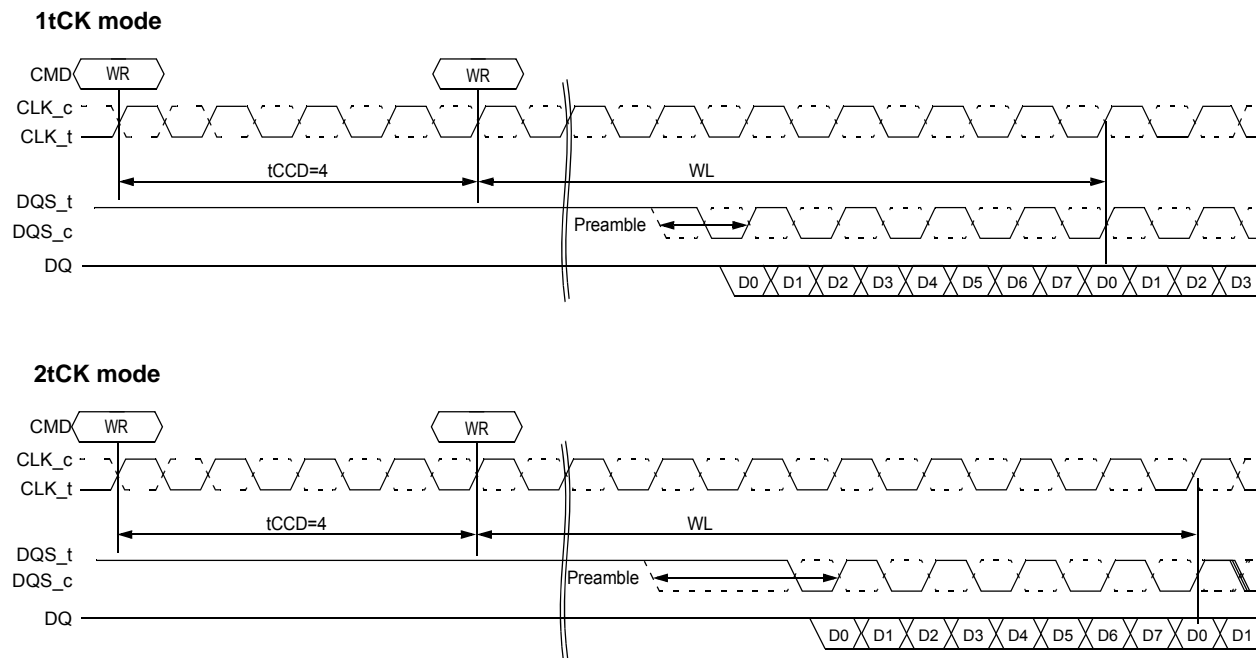 1tCK mode
CMD WR WR
CLK_c
CLK_t
tCCD=4 WL
DQS_t
DQS_c Preamble
DQ D0 D1 D2 D3 D4 D5 D6 D7 D0 D1 D2 D3
2tCK mode
CMD WR WR
CLK_c
CLK_t
tCCD=4 WL
DQS_t
DQS_c Preamble
DQ D0 D1 D2 D3 D4 D5 D6 D7 D0 D1